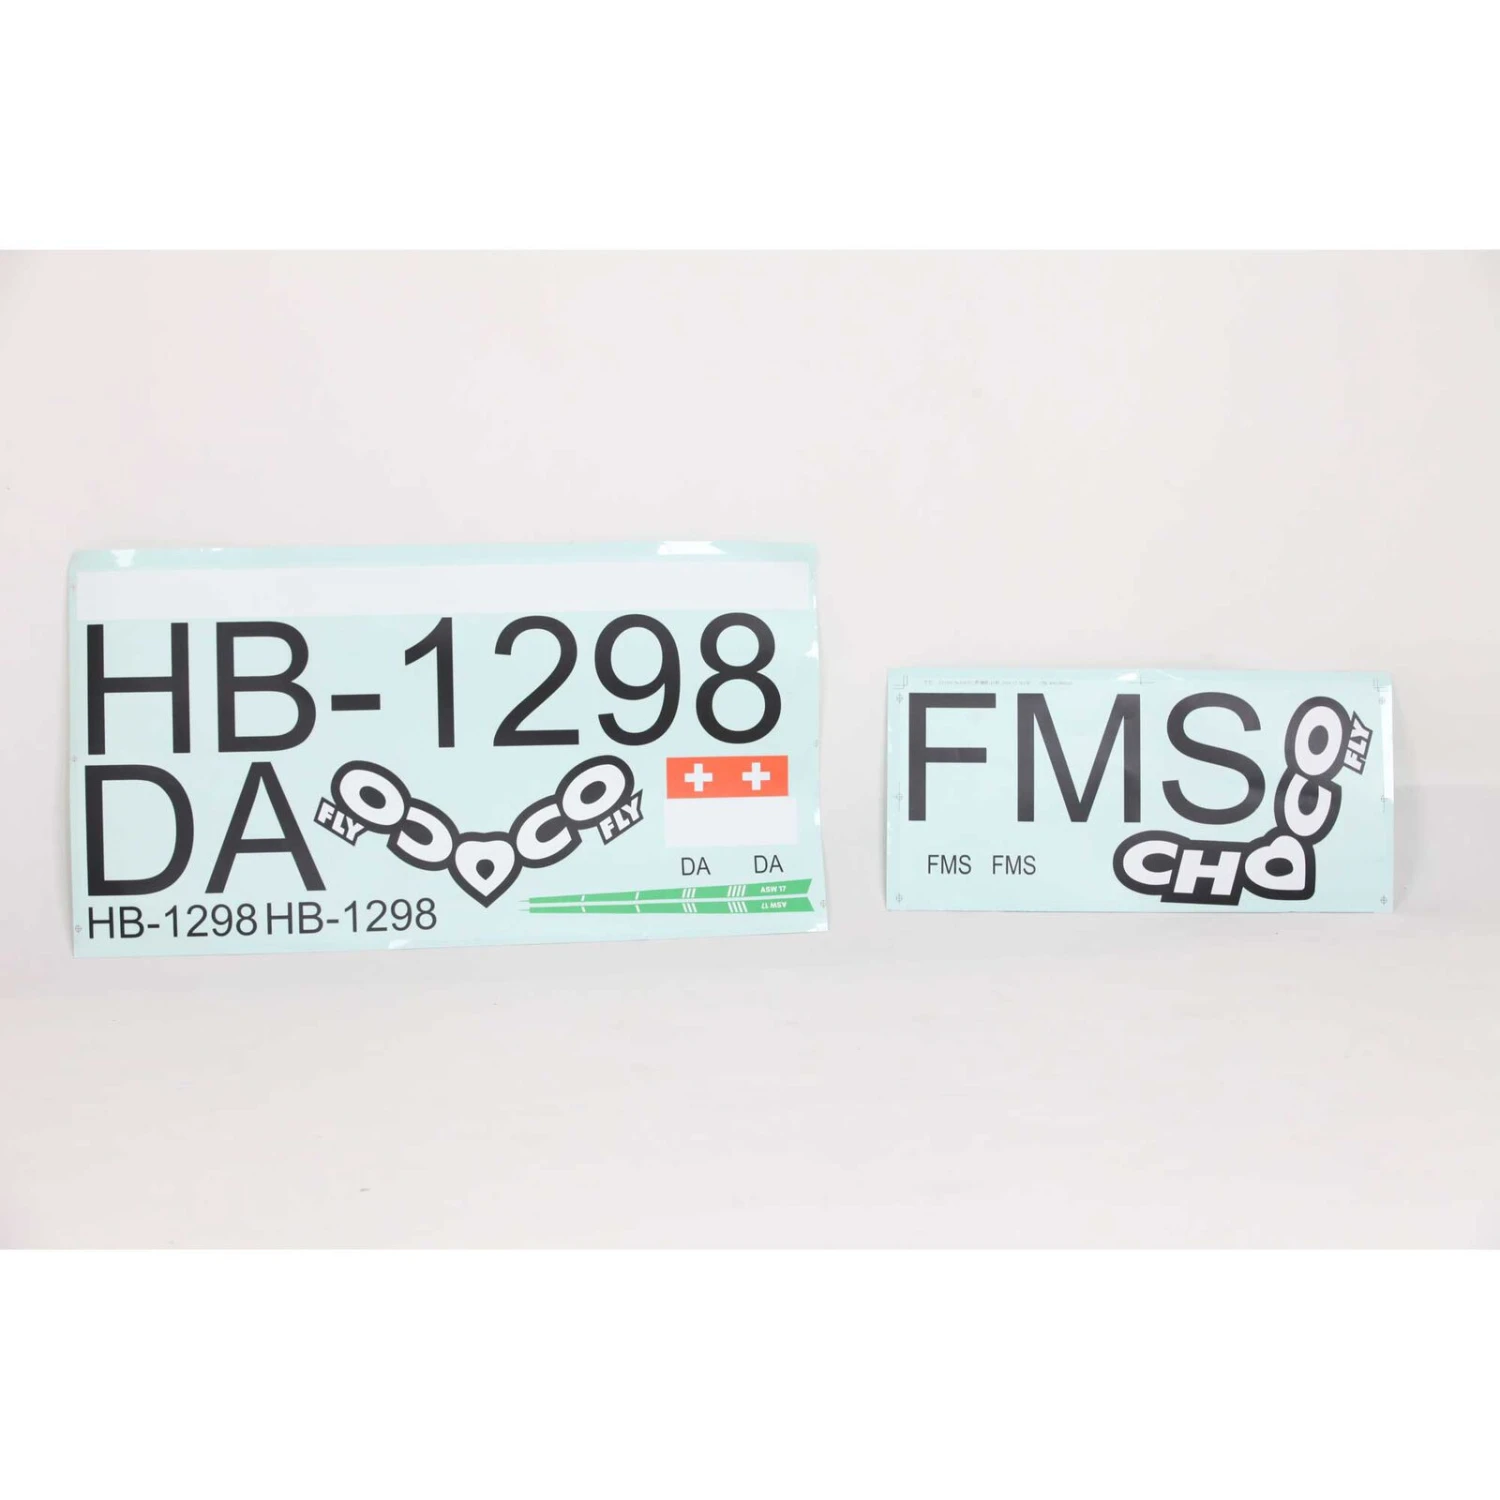 HB-1298
DA
FLY
FLY
DA DA
ASW 17
ASW 17
HB-1298 HB-1298
FMS
CHOCO
FLY
FMS FMS